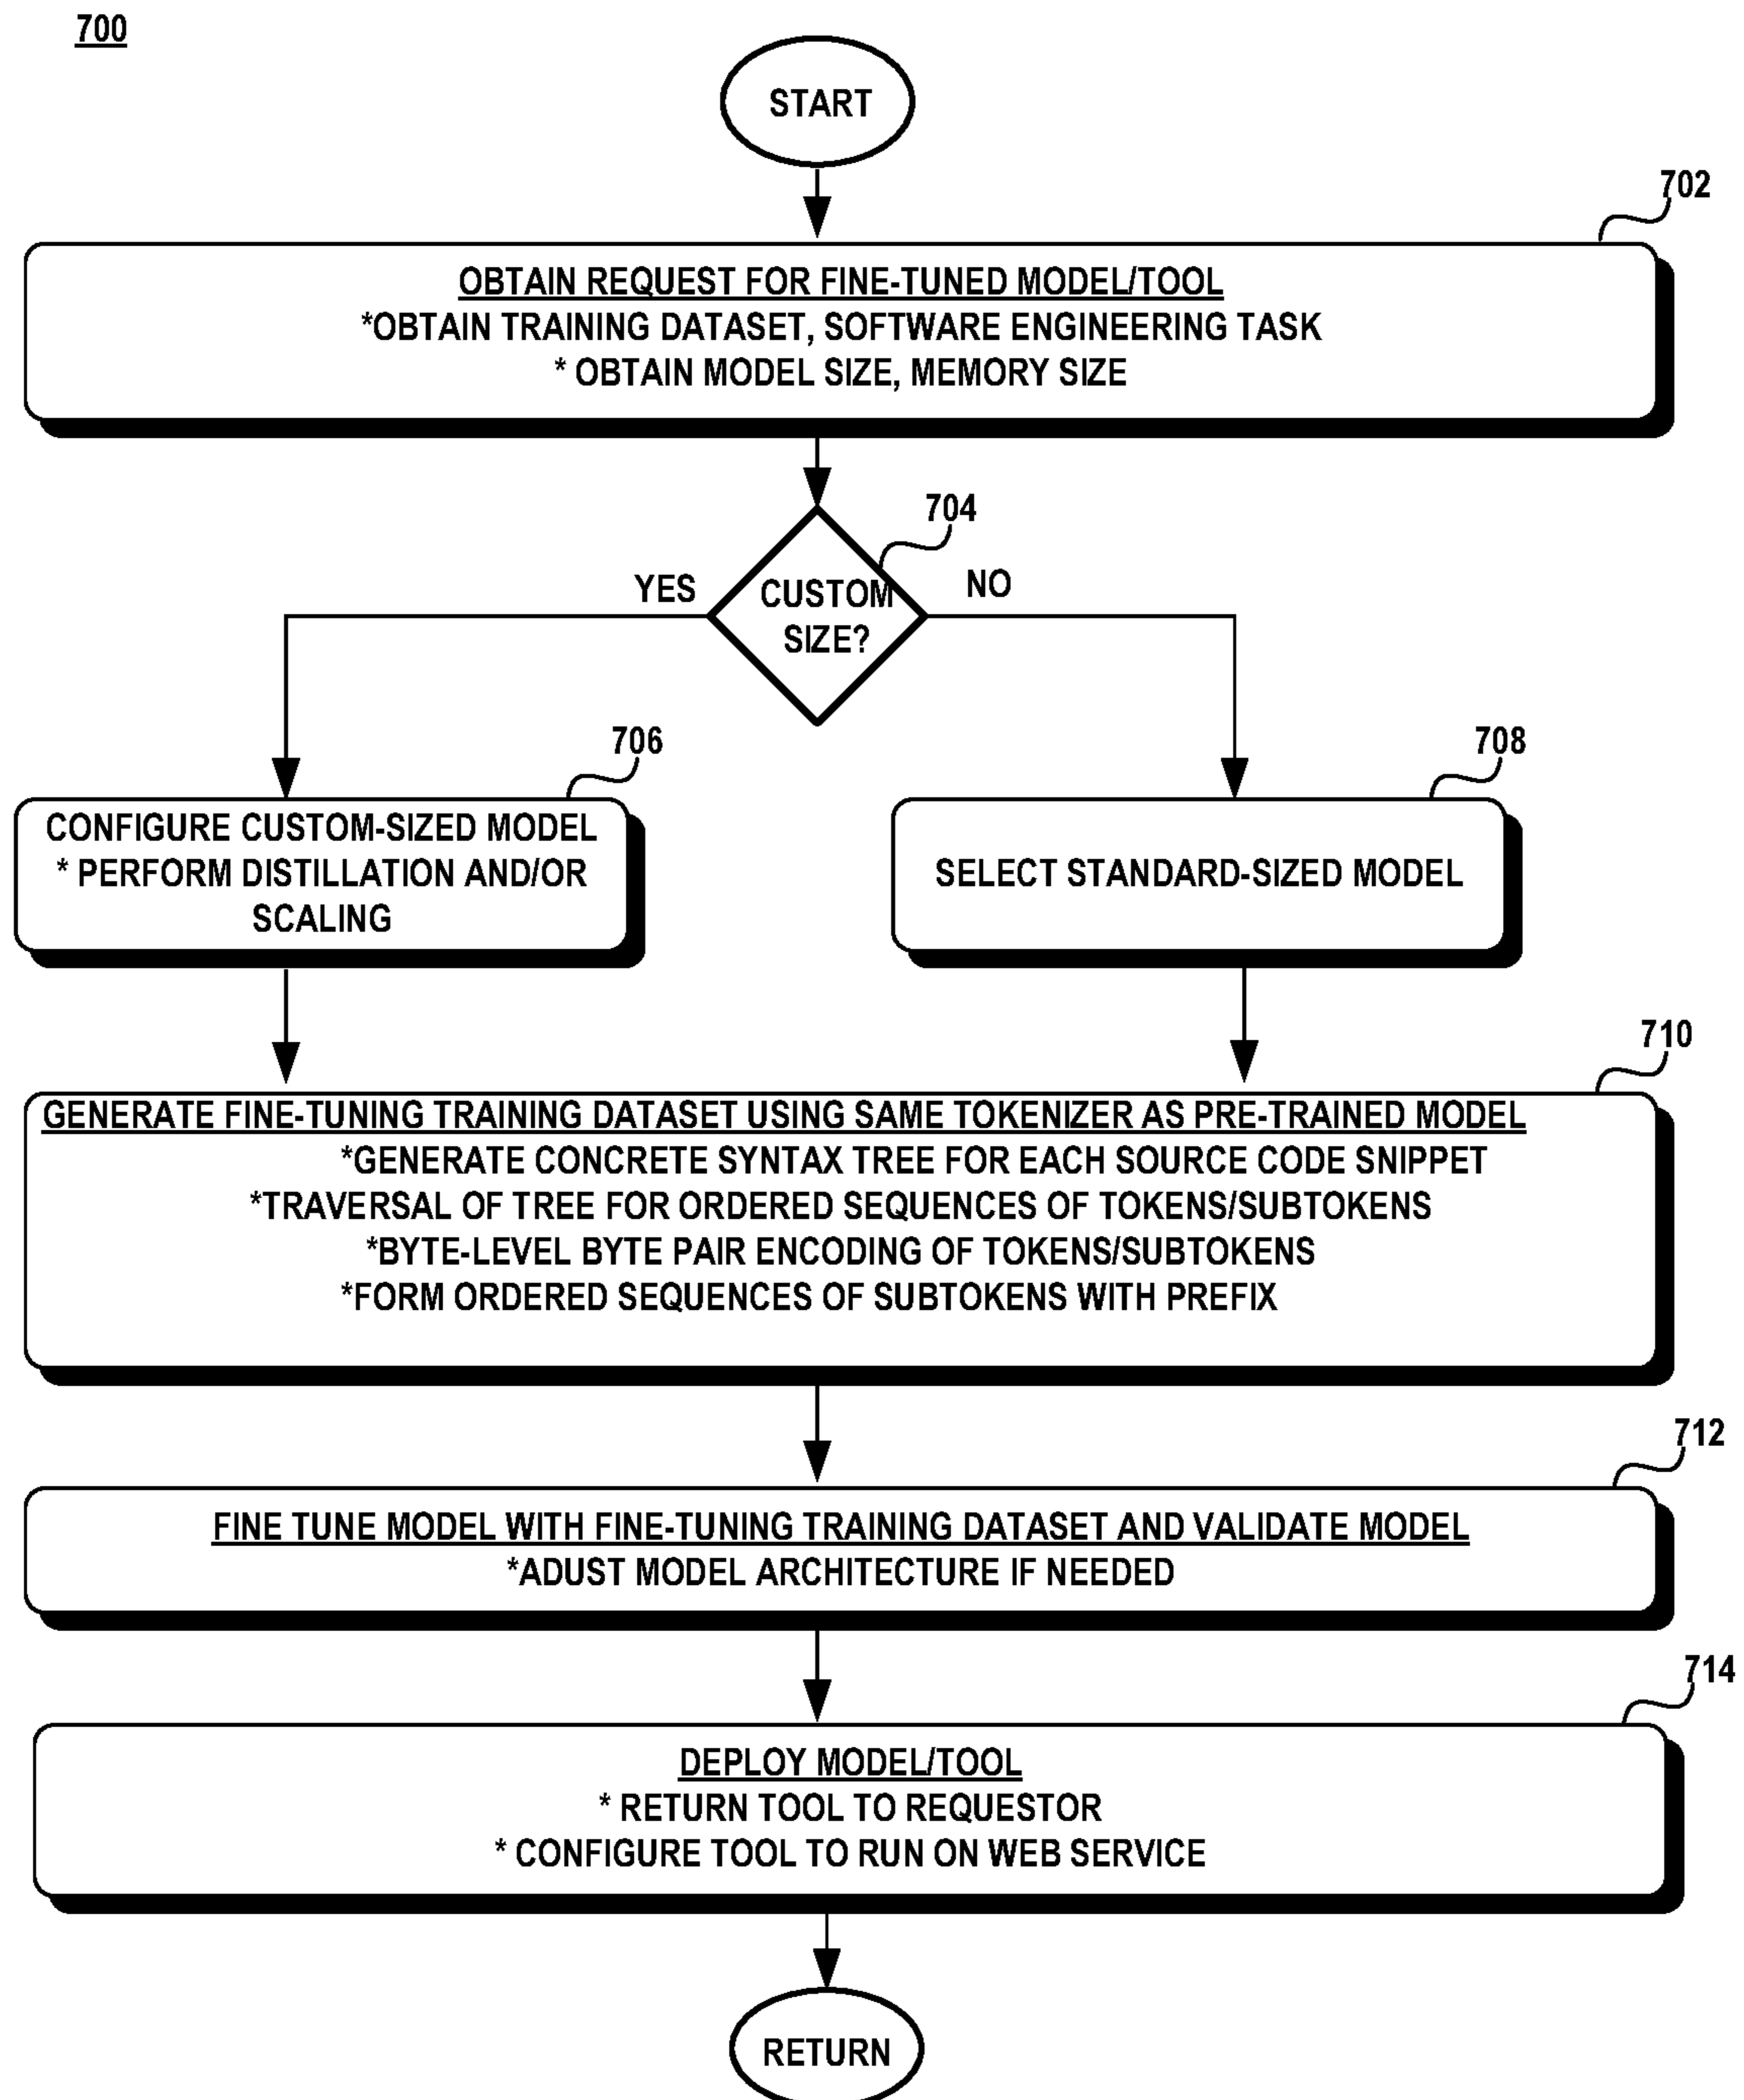 700
START
702
OBTAIN REQUEST FOR FINE-TUNED MODEL/TOOL
*OBTAIN TRAINING DATASET, SOFTWARE ENGINEERING TASK
* OBTAIN MODEL SIZE, MEMORY SIZE
704
YES
NO
CUSTOM
SIZE?
706
708
CONFIGURE CUSTOM-SIZED MODEL
* PERFORM DISTILLATION AND/OR
SCALING
SELECT STANDARD-SIZED MODEL
710
GENERATE FINE-TUNING TRAINING DATASET USING SAME TOKENIZER AS PRE-TRAINED MODEL
*GENERATE CONCRETE SYNTAX TREE FOR EACH SOURCE CODE SNIPPET
*TRAVERSAL OF TREE FOR ORDERED SEQUENCES OF TOKENS/SUBTOKENS
*BYTE-LEVEL BYTE PAIR ENCODING OF TOKENS/SUBTOKENS
*FORM ORDERED SEQUENCES OF SUBTOKENS WITH PREFIX
712
FINE TUNE MODEL WITH FINE-TUNING TRAINING DATASET AND VALIDATE MODEL
*ADUST MODEL ARCHITECTURE IF NEEDED
714
DEPLOY MODEL/TOOL
* RETURN TOOL TO REQUESTOR
* CONFIGURE TOOL TO RUN ON WEB SERVICE
RETURN